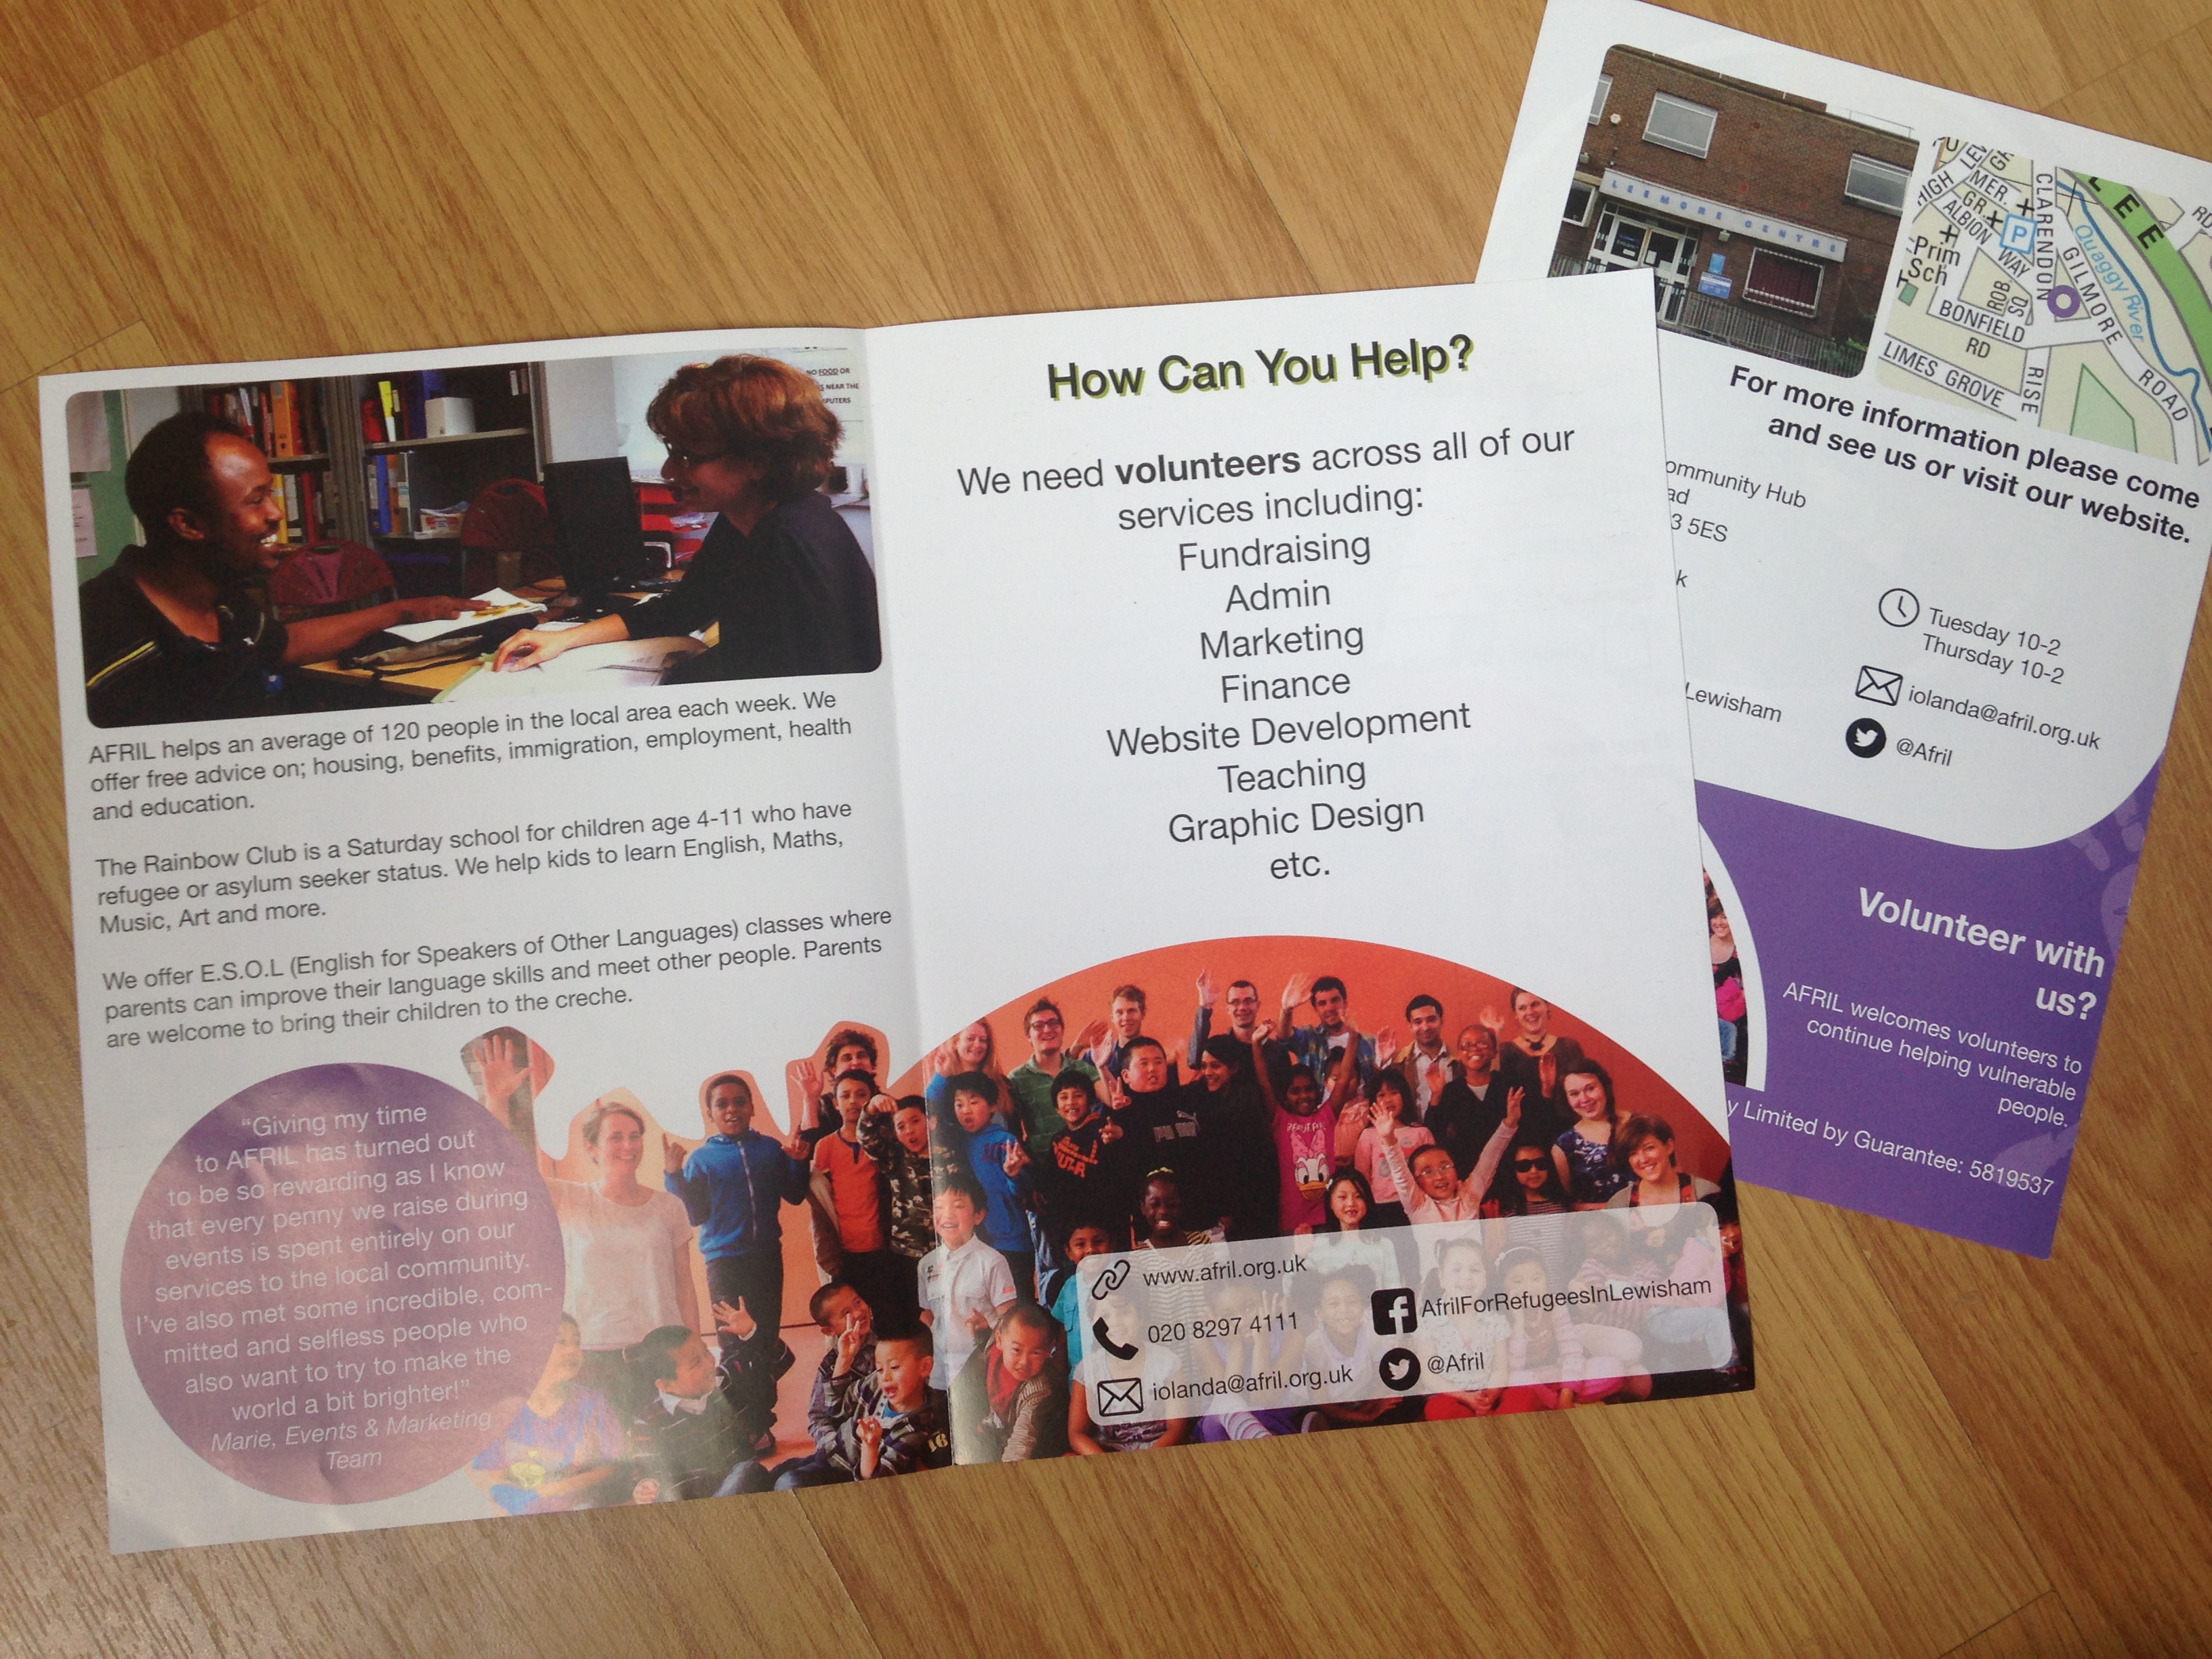 NO FOOD OR
NEAR THE
AFRIL helps an average of 120 people in the local area each week. We
offer free advice on; housing, benefits, immigration, employment, health
and education.
The Rainbow Club is a Saturday school for children age 4-11 who have
refugee or asylum seeker status. We help kids to learn English, Maths,
Music, Art and more.
We offer E.S.O.L (English for Speakers of Other Languages) classes where
parents can improve their language skills and meet other people. Parents
are welcome to bring their children to the creche.
“Giving my time
to AFRIL has turned out
to be so rewarding as I know
that every penny we raise during
events is spent entirely on our
services to the local community.
I’ve also met some incredible, com-
mitted and selfless people who
also want to try to make the
world a bit brighter!”
Marie, Events & Marketing
Team
How Can You Help?
We need volunteers across all of our
services including:
Fundraising
Admin
Marketing
Finance
Website Development
Teaching
Graphic Design
etc.
www.afril.org.uk
020 8297 4111
iolanda@afril.org.uk
AfrilForRefugeesInLewisham
@Afril
LEEMORE CENTRE
MER.
GR.
ALBION
WAY
P
Prim
Sch
ROB
SQ
BONFIELD
RD
LIMES GROVE
CLARENDON
RISE
GILMORE
ROAD
Quaggy River
LEE
RD
For more information please come
and see us or visit our website.
ommunity Hub
ad
3 5ES
k
Lewisham
Tuesday 10-2
Thursday 10-2
iolanda@afril.org.uk
@Afril
Volunteer with
us?
AFRIL welcomes volunteers to
continue helping vulnerable
people.
y Limited by Guarantee: 5819537